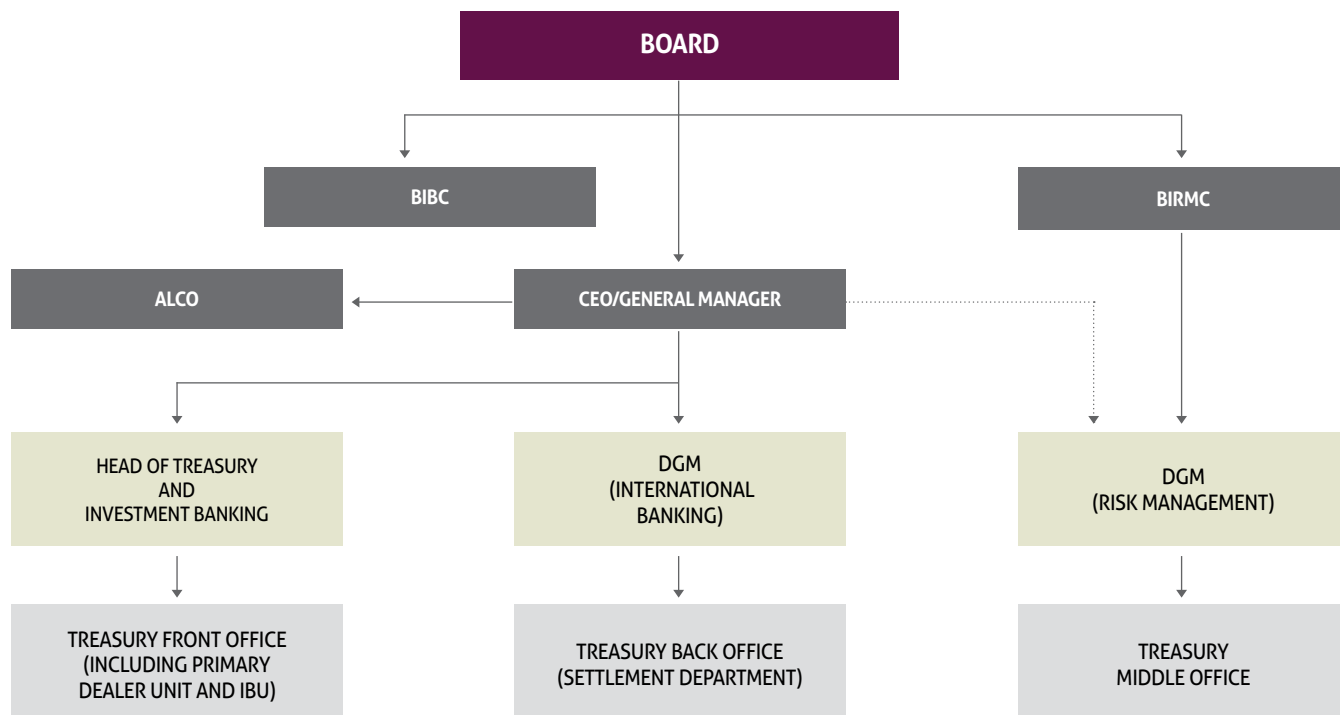 BOARD
BIBC
BIRMC
ALCO
CEO/GENERAL MANAGER
HEAD OF TREASURY
AND
INVESTMENT BANKING
DGM
(INTERNATIONAL
BANKING)
DGM
(RISK MANAGEMENT)
TREASURY FRONT OFFICE
(INCLUDING PRIMARY
DEALER UNIT AND IBU)
TREASURY BACK OFFICE
(SETTLEMENT DEPARTMENT)
TREASURY
MIDDLE OFFICE